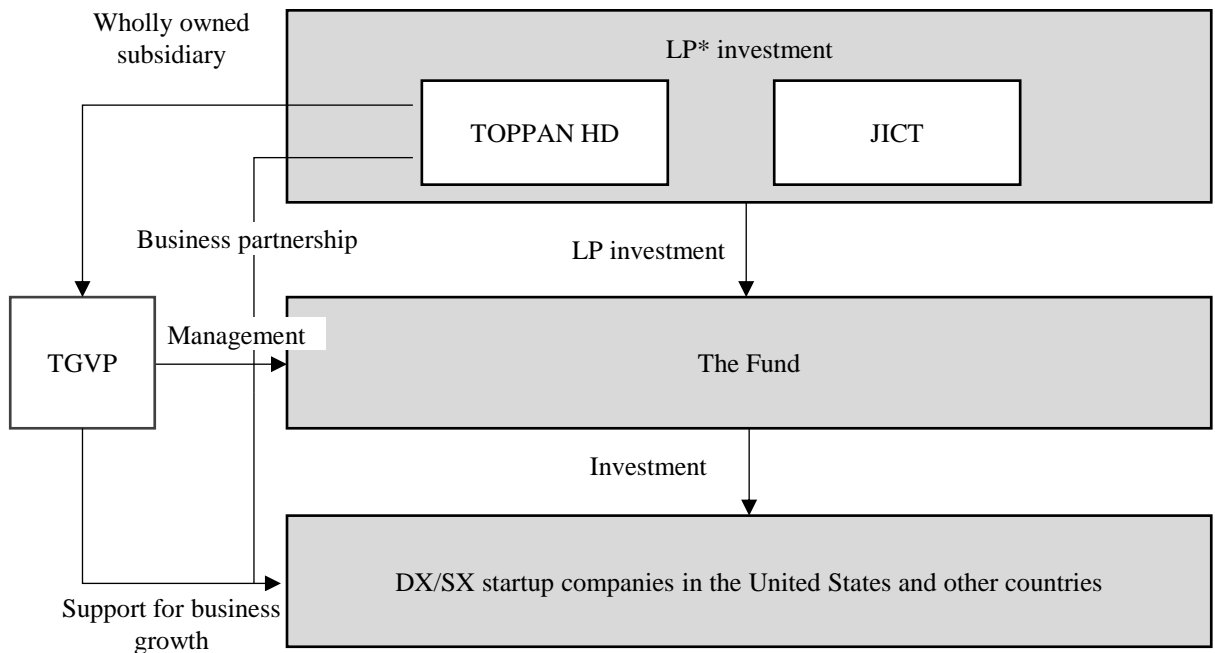 Wholly owned
subsidiary
LP* investment
TOPPAN HD
JICT
Business partnership
LP investment
Management
TGVP
The Fund
Investment
DX/SX startup companies in the United States and other countries
Support for business
growth